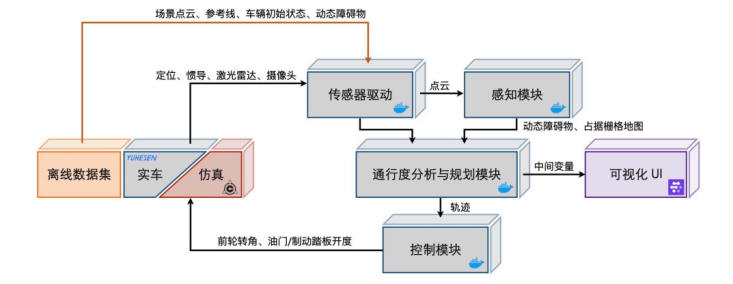 场景点云、参考线、车辆初始状态、动态障碍物
定位、惯导、激光雷达、摄像头
传感器驱动
点云
感知模块
动态障碍物、占据栅格地图
离线数据集
YUHESEN
实车
仿真
通行度分析与规划模块
中间变量
可视化 UI
轨迹
前轮转角、油门/制动踏板开度
控制模块